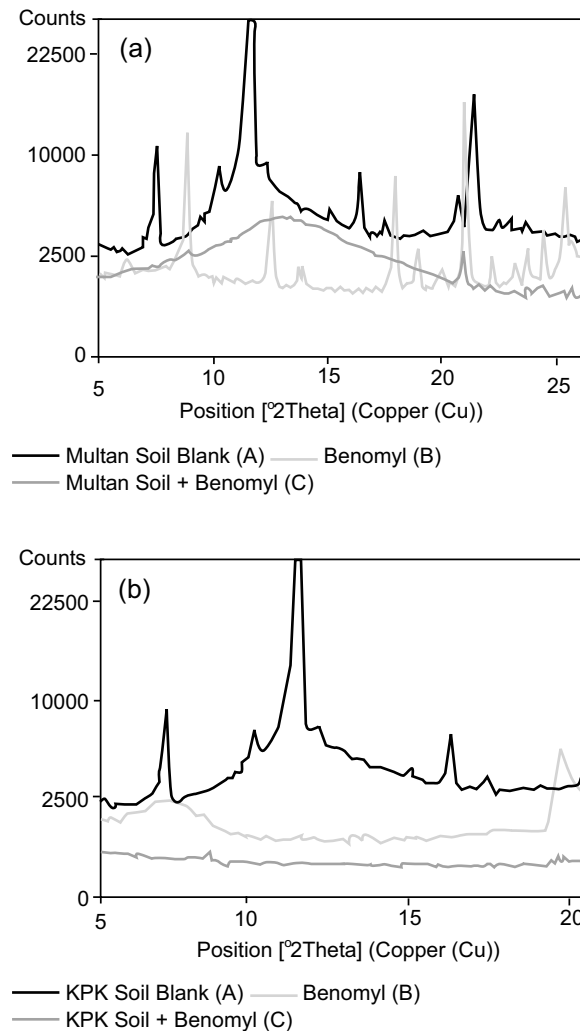 Counts
(a)
22500
10000
2500
0
5 10 15 20 25
Position [°2Theta] (Copper (Cu))
Multan Soil Blank (A) Benomyl (B)
Multan Soil + Benomyl (C)
Counts
(b)
22500
10000
2500
0
5 10 15 20
Position [°2Theta] (Copper (Cu))
KPK Soil Blank (A) Benomyl (B)
KPK Soil + Benomyl (C)